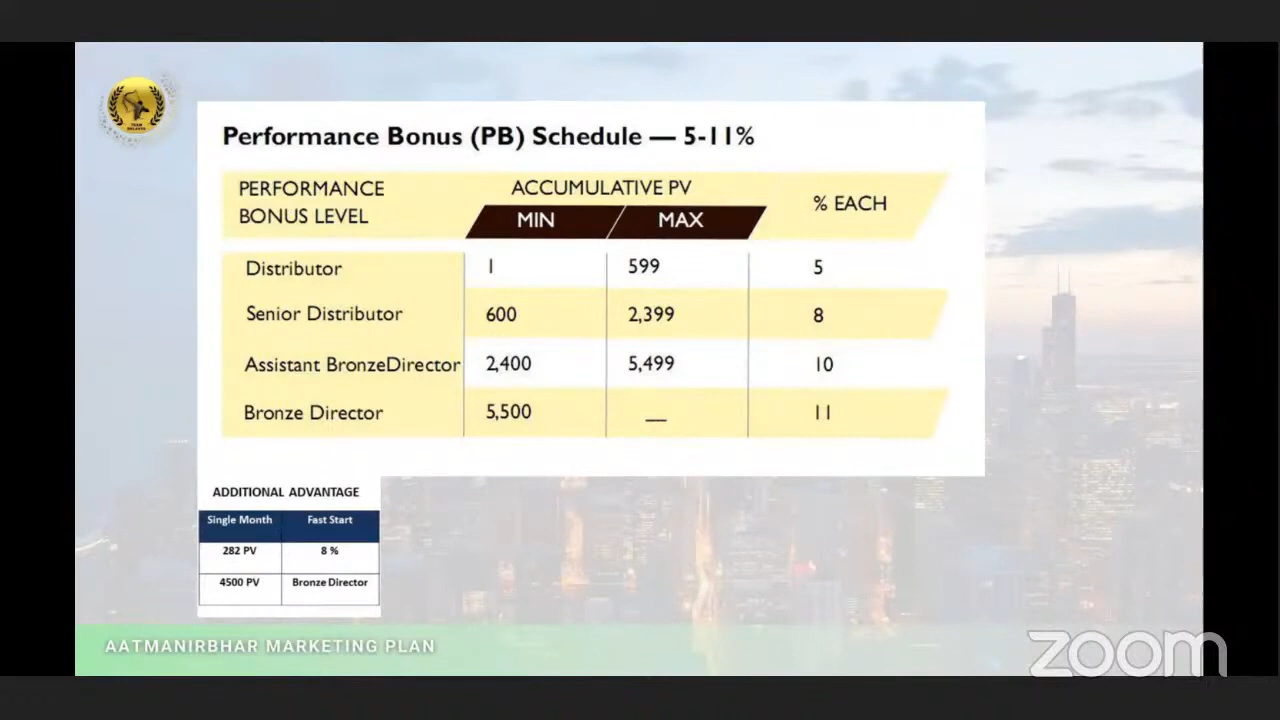 Performance Bonus (PB) Schedule — 5-11%
PERFORMANCE BONUS LEVEL
ACCUMULATIVE PV
% EACH
MIN MAX
Distributor 1 599 5
Senior Distributor 600 2,399 8
Assistant BronzeDirector 2,400 5,499 10
Bronze Director 5,500 __ 11
ADDITIONAL ADVANTAGE
Single Month Fast Start
282 PV 8 %
4500 PV Bronze Director
AATMANIRBHAR MARKETING PLAN
zoom